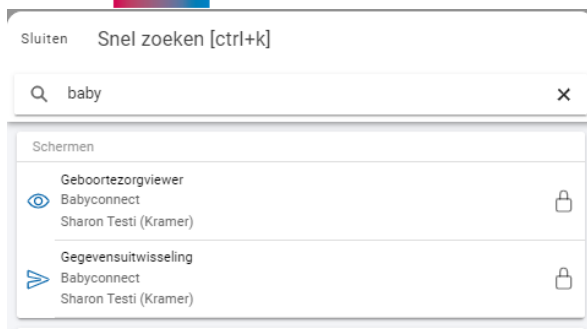 Sluiten Snel zoeken [ctrl+k]
baby
Schermen
Geboortezorgviewer
Babyconnect
Sharon Testi (Kramer)
Gegevensuitwisseling
Babyconnect
Sharon Testi (Kramer)